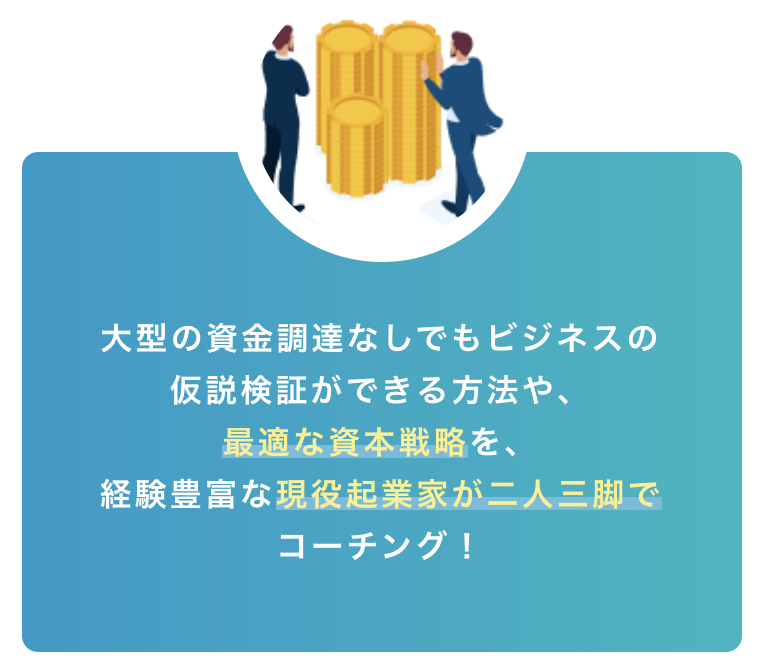 大型の資金調達なしでもビジネスの
仮説検証ができる方法や、
最適な資本戦略を、
経験豊富な現役起業家が二人三脚で
コーチング！